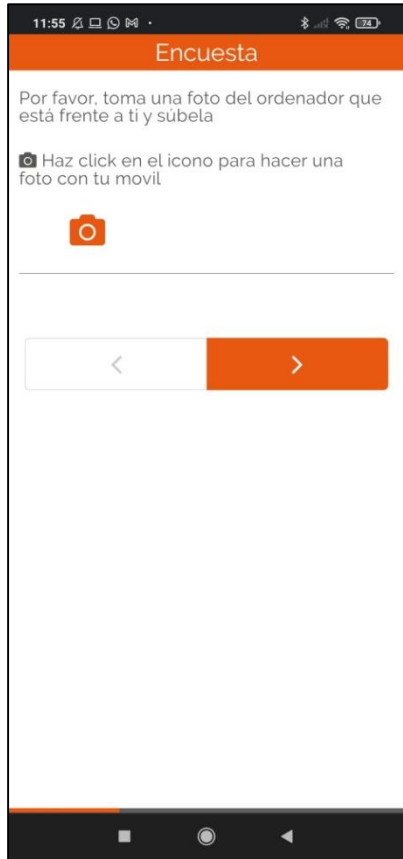 11:55
74
Encuesta
Por favor, toma una foto del ordenador que
está frente a ti y súbela
Haz click en el icono para hacer una
foto con tu movil